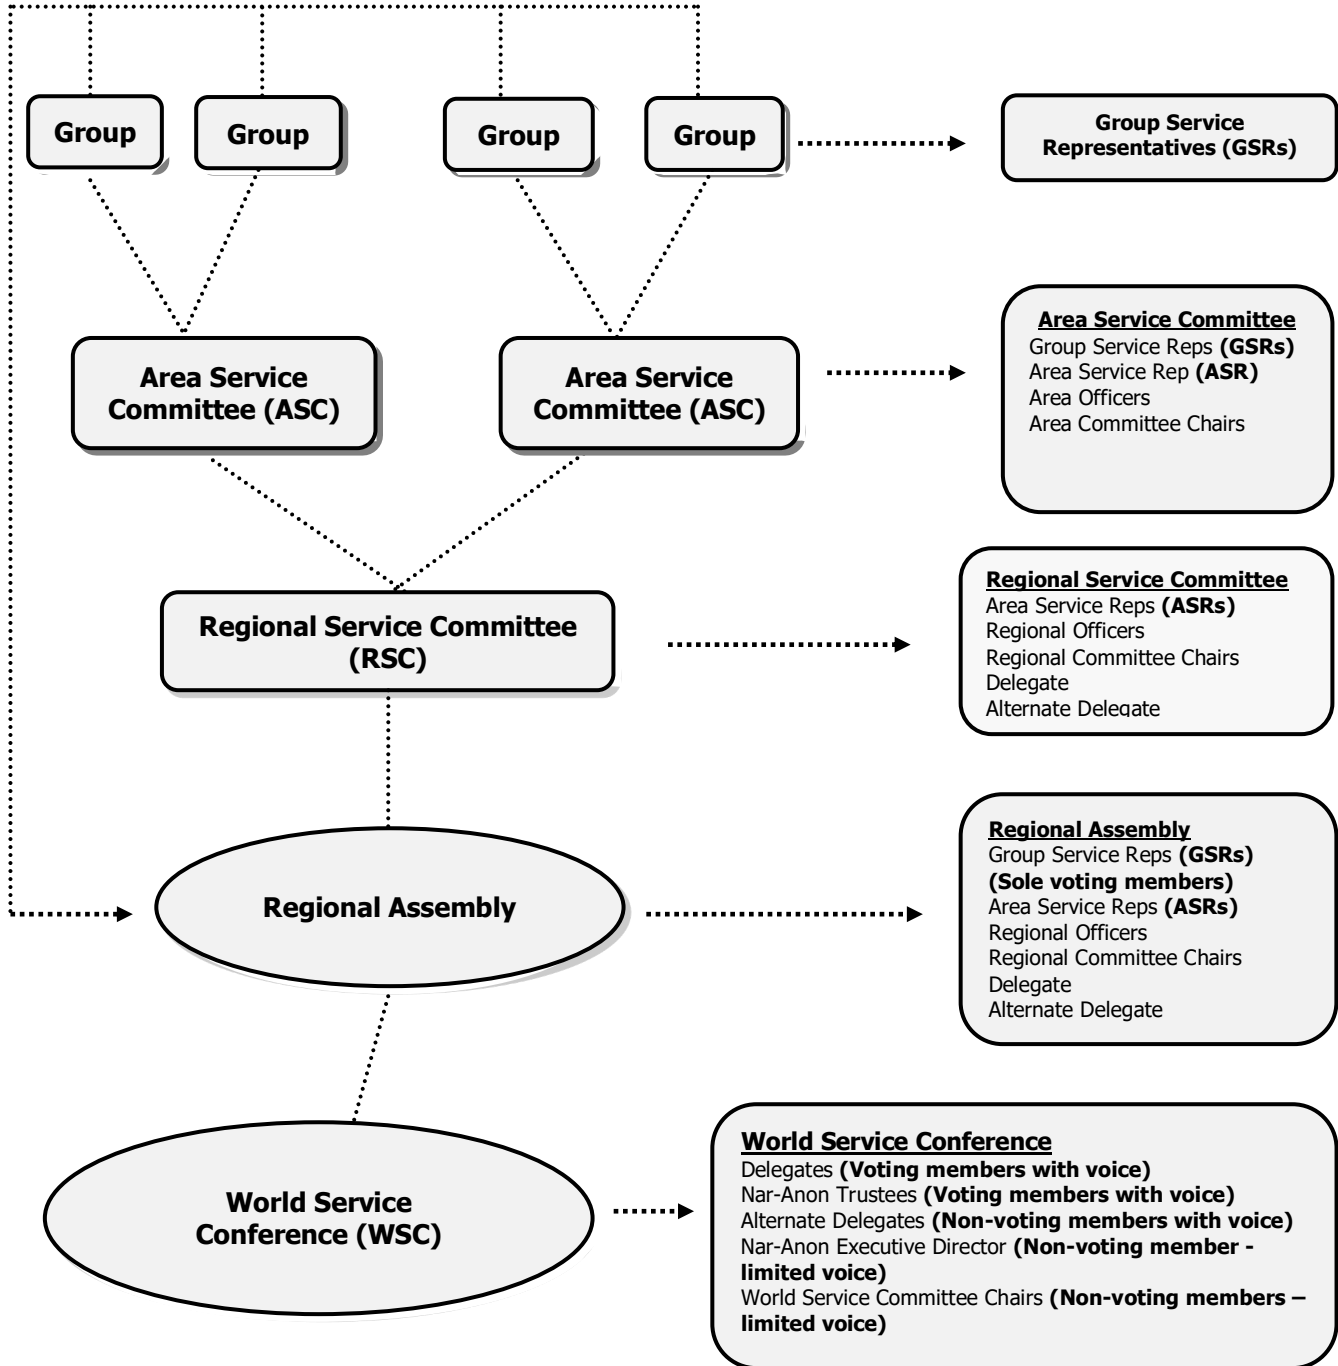 Group
Group
Group
Group
Group Service
Representatives (GSRs)
Area Service
Committee (ASC)
Area Service
Committee (ASC)
Area Service Committee
Group Service Reps (GSRs)
Area Service Rep (ASR)
Area Officers
Area Committee Chairs
Regional Service Committee
(RSC)
Regional Service Committee
Area Service Reps (ASRs)
Regional Officers
Regional Committee Chairs
Delegate
Alternate Delegate
Regional Assembly
Regional Assembly
Group Service Reps (GSRs)
(Sole voting members)
Area Service Reps (ASRs)
Regional Officers
Regional Committee Chairs
Delegate
Alternate Delegate
World Service
Conference (WSC)
World Service Conference
Delegates (Voting members with voice)
Nar-Anon Trustees (Voting members with voice)
Alternate Delegates (Non-voting members with voice)
Nar-Anon Executive Director (Non-voting member -
limited voice)
World Service Committee Chairs (Non-voting members –
limited voice)